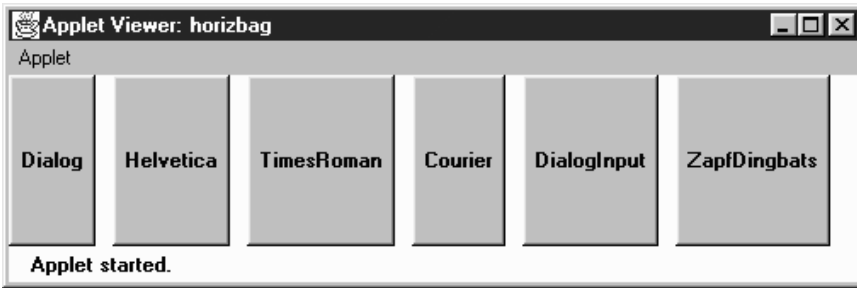 Applet Viewer: horizbag
Applet
Dialog Helvetica TimesRoman Courier DialogInput ZapfDingbats
Applet started.